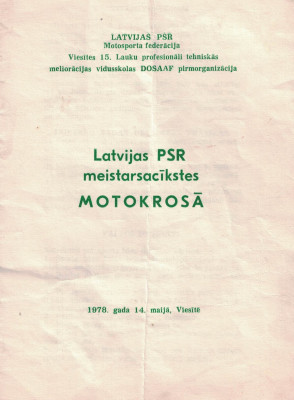 LATVIJAS PSR
Motosporta federācija
Viesītes 15. Lauku profesionāli tehniskās
meliorācijas vidusskolas DOSAAF pirmorganizācija
Latvijas PSR
meistarsacīkstes
MOTOKROSĀ
1978. gada 14. maijā, Viesītē